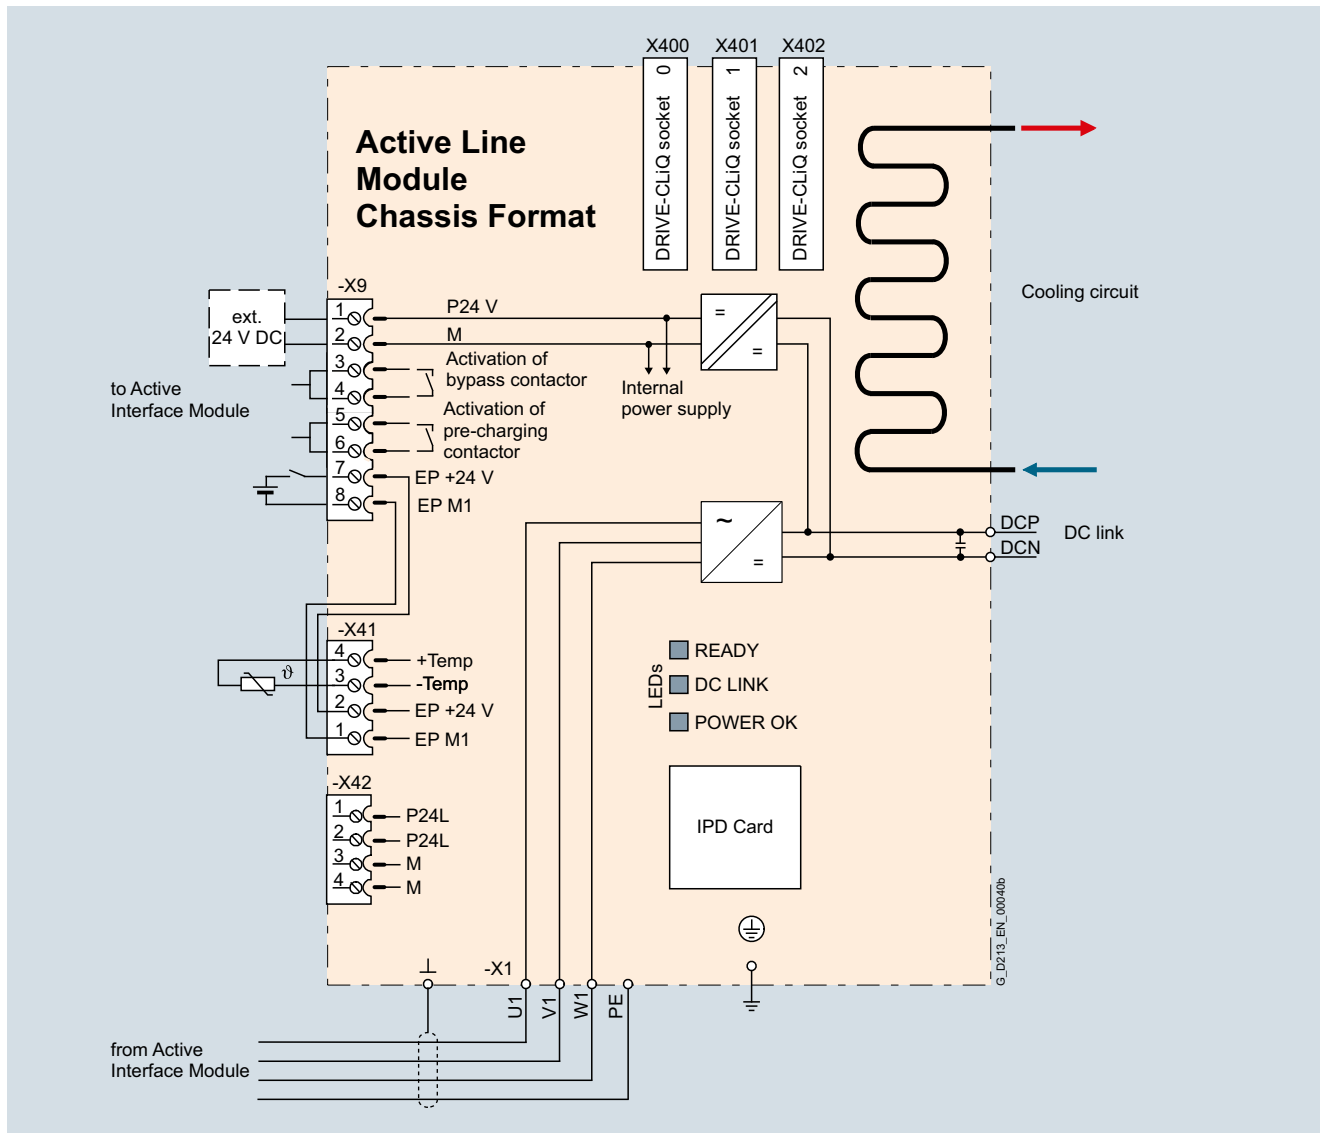 X400 X401 X402
DRIVE-CLiQ socket 0
DRIVE-CLiQ socket 1
DRIVE-CLiQ socket 2
Active Line
Module
Chassis Format
Cooling circuit
-X9
ext.
24 V DC
1
2
3
4
5
6
7
8
P24 V
M
=
=
Activation of
bypass contactor
Internal
power supply
Activation of
pre-charging
contactor
to Active
Interface Module
EP +24 V
EP M1
~
=
DCP
DCN
DC link
-X41
4
3
2
1
ϑ
+Temp
-Temp
EP +24 V
EP M1
LEDs
READY
DC LINK
POWER OK
-X42
1
2
3
4
P24L
P24L
M
M
IPD Card
G_D213_EN_00040b
-X1
U1
V1
W1
PE
from Active
Interface Module